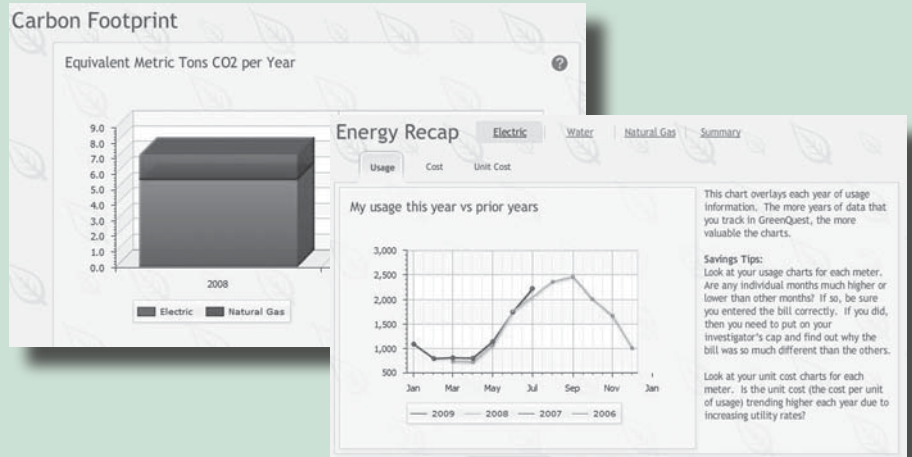 Carbon Footprint
Equivalent Metric Tons CO2 per Year
?
9.0
8.0
7.0
6.0
5.0
4.0
3.0
2.0
1.0
0.0
2008
Electric Natural Gas
Energy Recap Electric Water Natural Gas Summary
Usage Cost Unit Cost
My usage this year vs prior years
3,000
2,500
2,000
1,500
1,000
500
Jan Mar May Jul Sep Nov Jan
2009 2008 2007 2006
This chart overlays each year of usage
information. The more years of data that
you track in GreenQuest, the more
valuable the charts.
Savings Tips:
Look at your usage charts for each meter.
Are any individual months much higher or
lower than other months? If so, be sure
you entered the bill correctly. If you did,
then you need to put on your
investigator's cap and find out why the
bill was so much different than the others.
Look at your unit cost charts for each
meter. Is the unit cost (the cost per unit
of usage) trending higher each year due to
increasing utility rates?